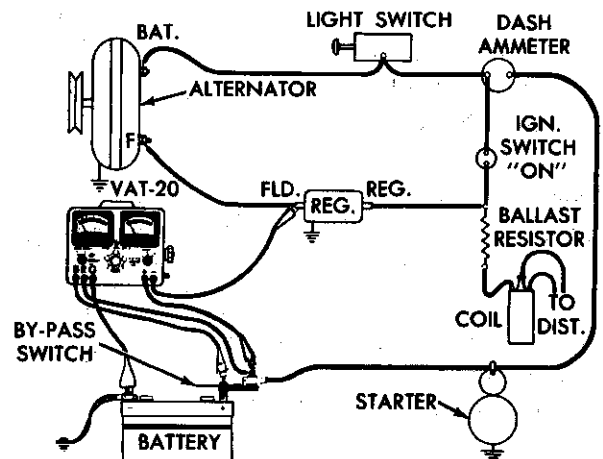 LIGHT SWITCH
DASH
AMMETER
BAT.
ALTERNATOR
F
IGN.
SWITCH
"ON"
VAT-20
FLD.
REG.
REG.
BALLAST
RESISTOR
COIL
TO
DIST.
BY-PASS
SWITCH
STARTER
BATTERY